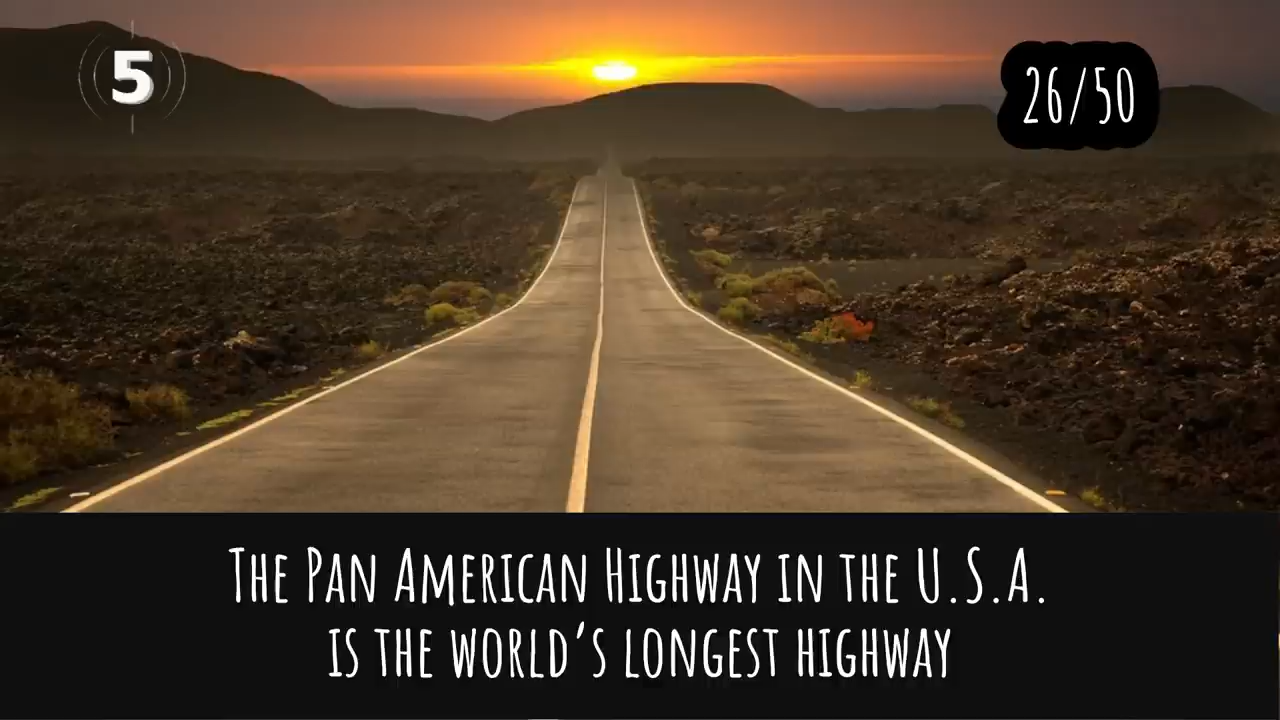 5
26/50
The Pan American Highway in the U.S.A.
is the world's longest highway